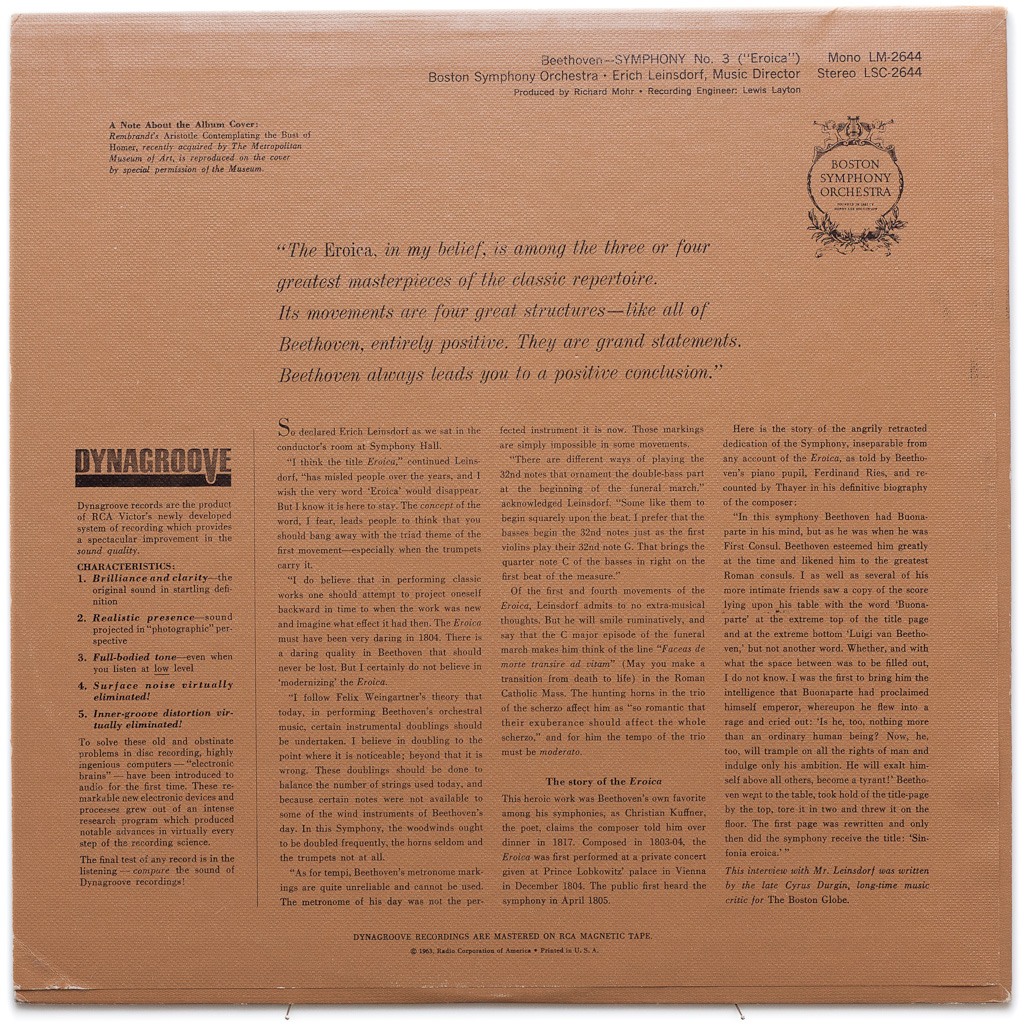 Beethoven—SYMPHONY No. 3 ("Eroica") Mono LM-2644
Boston Symphony Orchestra • Erich Leinsdorf, Music Director Stereo LSC-2644
Produced by Richard Mohr • Recording Engineer: Lewis Layton
A Note About the Album Cover:
Rembrandt's Aristotle Contemplating the Bust of
Homer, recently acquired by The Metropolitan
Museum of Art, is reproduced on the cover
by special permission of the Museum.
BOSTON
SYMPHONY
ORCHESTRA
“The Eroica, in my belief, is among the three or four
greatest masterpieces of the classic repertoire.
Its movements are four great structures—like all of
Beethoven, entirely positive. They are grand statements.
Beethoven always leads you to a positive conclusion.”
DYNAGROOVE
Dynagroove records are the product
of RCA Victor's newly developed
system of recording which provides
a spectacular improvement in the
sound quality.
CHARACTERISTICS:
1. Brilliance and clarity—the
original sound in startling defi-
nition
2. Realistic presence—sound
projected in "photographic" per-
spective
3. Full-bodied tone—even when
you listen at low level
4. Surface noise virtually
eliminated!
5. Inner-groove distortion vir-
tually eliminated!
To solve these old and obstinate
problems in disc recording, highly
ingenious computers — "electronic
brains" — have been introduced to
audio for the first time. These re-
markable new electronic devices and
processes grew out of an intense
research program which produced
notable advances in virtually every
step of the recording science.
The final test of any record is in the
listening — compare the sound of
Dynagroove recordings!
So declared Erich Leinsdorf as we sat in the
conductor's room at Symphony Hall.
“I think the title Eroica,” continued Leins-
dorf, “has misled people over the years, and I
wish the very word ‘Eroica’ would disappear.
But I know it is here to stay. The concept of the
word, I fear, leads people to think that you
should bang away with the triad theme of the
first movement—especially when the trumpets
carry it.
“I do believe that in performing classic
works one should attempt to project oneself
backward in time to when the work was new
and imagine what effect it had then. The Eroica
must have been very daring in 1804. There is
a daring quality in Beethoven that should
never be lost. But I certainly do not believe in
‘modernizing’ the Eroica.
“I follow Felix Weingartner's theory that
today, in performing Beethoven's orchestral
music, certain instrumental doublings should
be undertaken. I believe in doubling to the
point where it is noticeable; beyond that it is
wrong. These doublings should be done to
balance the number of strings used today, and
because certain notes were not available to
some of the wind instruments of Beethoven's
day. In this Symphony, the woodwinds ought
to be doubled frequently, the horns seldom and
the trumpets not at all.
“As for tempi, Beethoven's metronome mark-
ings are quite unreliable and cannot be used.
The metronome of his day was not the per-
fected instrument it is now. Those markings
are simply impossible in some movements.
“There are different ways of playing the
32nd notes that ornament the double-bass part
at the beginning of the funeral march,”
acknowledged Leinsdorf. “Some like them to
begin squarely upon the beat. I prefer that the
basses begin the 32nd notes just as the first
violins play their 32nd note G. That brings the
quarter note C of the basses in right on the
first beat of the measure.”
Of the first and fourth movements of the
Eroica, Leinsdorf admits to no extra-musical
thoughts. But he will smile ruminatively, and
say that the C major episode of the funeral
march makes him think of the line “Faceas de
morte transire ad vitam” (May you make a
transition from death to life) in the Roman
Catholic Mass. The hunting horns in the trio
of the scherzo affect him as “so romantic that
their exuberance should affect the whole
scherzo,” and for him the tempo of the trio
must be moderato.
The story of the Eroica
This heroic work was Beethoven's own favorite
among his symphonies, as Christian Kuffner,
the poet, claims the composer told him over
dinner in 1817. Composed in 1803-04, the
Eroica was first performed at a private concert
given at Prince Lobkowitz' palace in Vienna
in December 1804. The public first heard the
symphony in April 1805.
Here is the story of the angrily retracted
dedication of the Symphony, inseparable from
any account of the Eroica, as told by Beetho-
ven's piano pupil, Ferdinand Ries, and re-
counted by Thayer in his definitive biography
of the composer:
“In this symphony Beethoven had Buona-
parte in his mind, but as he was when he was
First Consul. Beethoven esteemed him greatly
at the time and likened him to the greatest
Roman consuls. I as well as several of his
more intimate friends saw a copy of the score
lying upon his table with the word ‘Buona-
parte’ at the extreme top of the title page
and at the extreme bottom ‘Luigi van Beetho-
ven,’ but not another word. Whether, and with
what the space between was to be filled out,
I do not know. I was the first to bring him the
intelligence that Buonaparte had proclaimed
himself emperor, whereupon he flew into a
rage and cried out: ‘Is he, too, nothing more
than an ordinary human being? Now, he,
too, will trample on all the rights of man and
indulge only his ambition. He will exalt him-
self above all others, become a tyrant!’ Beetho-
ven wept to the table, took hold of the title-page
by the top, tore it in two and threw it on the
floor. The first page was rewritten and only
then did the symphony receive the title: ‘Sin-
fonia eroica.’ ”
This interview with Mr. Leinsdorf was written
by the late Cyrus Durgin, long-time music
critic for The Boston Globe.
DYNAGROOVE RECORDINGS ARE MASTERED ON RCA MAGNETIC TAPE.
© 1963, Radio Corporation of America • Printed in U. S. A.